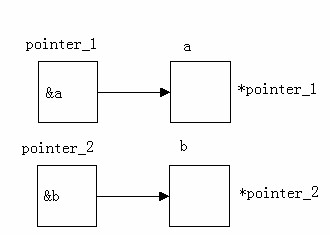 pointer_1 a
&a *pointer_1
pointer_2 b
&b *pointer_2